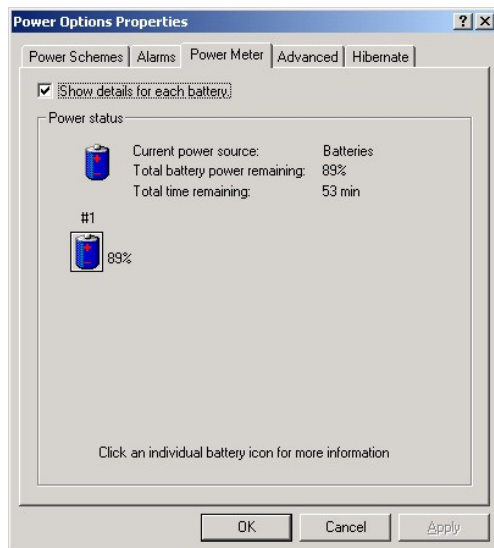 Power Options Properties
? X
Power Schemes Alarms Power Meter Advanced Hibernate
Show details for each battery.
Power status
Current power source: Batteries
Total battery power remaining: 89%
Total time remaining: 53 min
#1
89%
Click an individual battery icon for more information
OK Cancel Apply